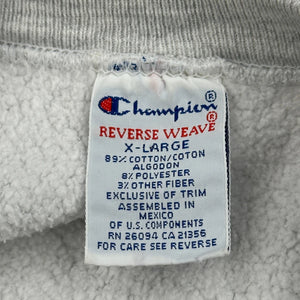 Champion®
REVERSE WEAVE®
X-LARGE
89% COTTON/COTON
ALGODON
8% POLYESTER
3% OTHER FIBER
EXCLUSIVE OF TRIM
ASSEMBLED IN
MEXICO
OF U.S. COMPONENTS
RN 26094 CA 21356
FOR CARE SEE REVERSE